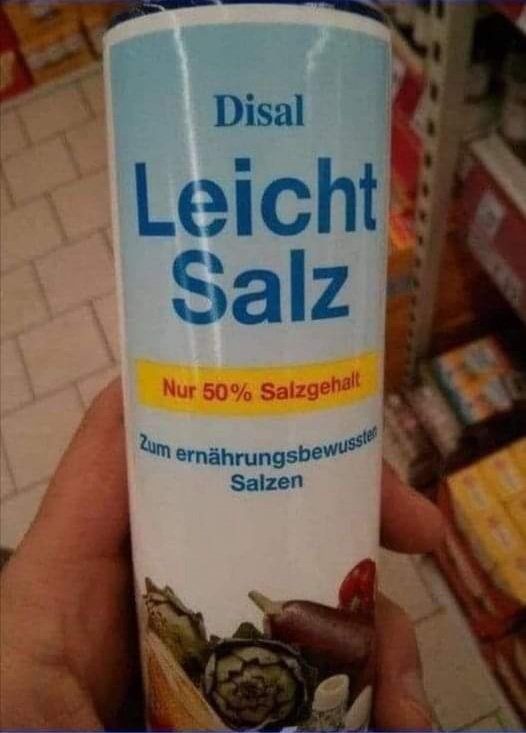 Disal
Leicht
Salz
Nur 50% Salzgehalt
Zum ernährungsbewussten
Salzen